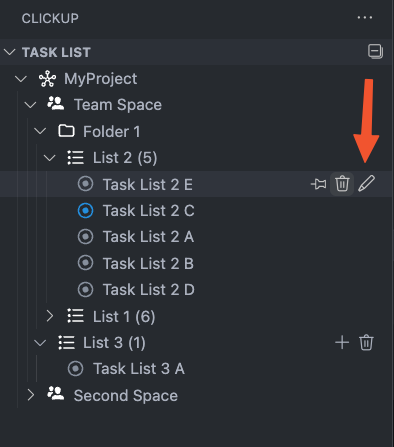 CLICKUP
TASK LIST
MyProject
Team Space
Folder 1
List 2 (5)
Task List 2 E
Task List 2 C
Task List 2 A
Task List 2 B
Task List 2 D
List 1 (6)
List 3 (1)
Task List 3 A
Second Space